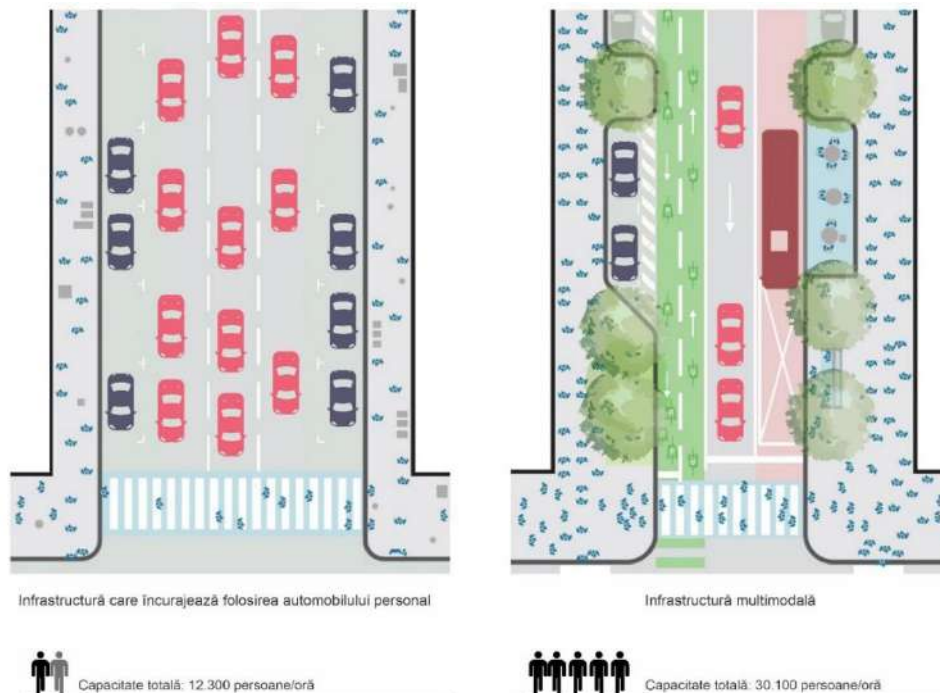 Infrastructură care încurajează folosirea automobilului personal
Capacitate totală: 12.300 persoane/oră
Infrastructură multimodală
Capacitate totală: 30.100 persoane/oră